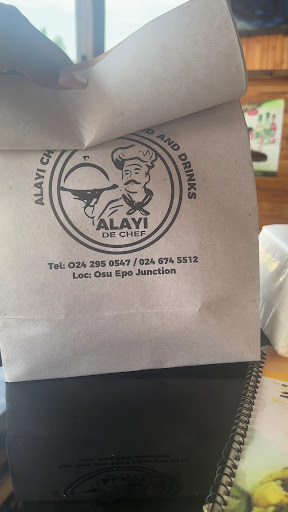 ALAYI CH D AND DRINKS
ALAYI
DE CHEF
Tel: 024 295 0547 / 024 674 5512
Loc: Osu Epo Junction